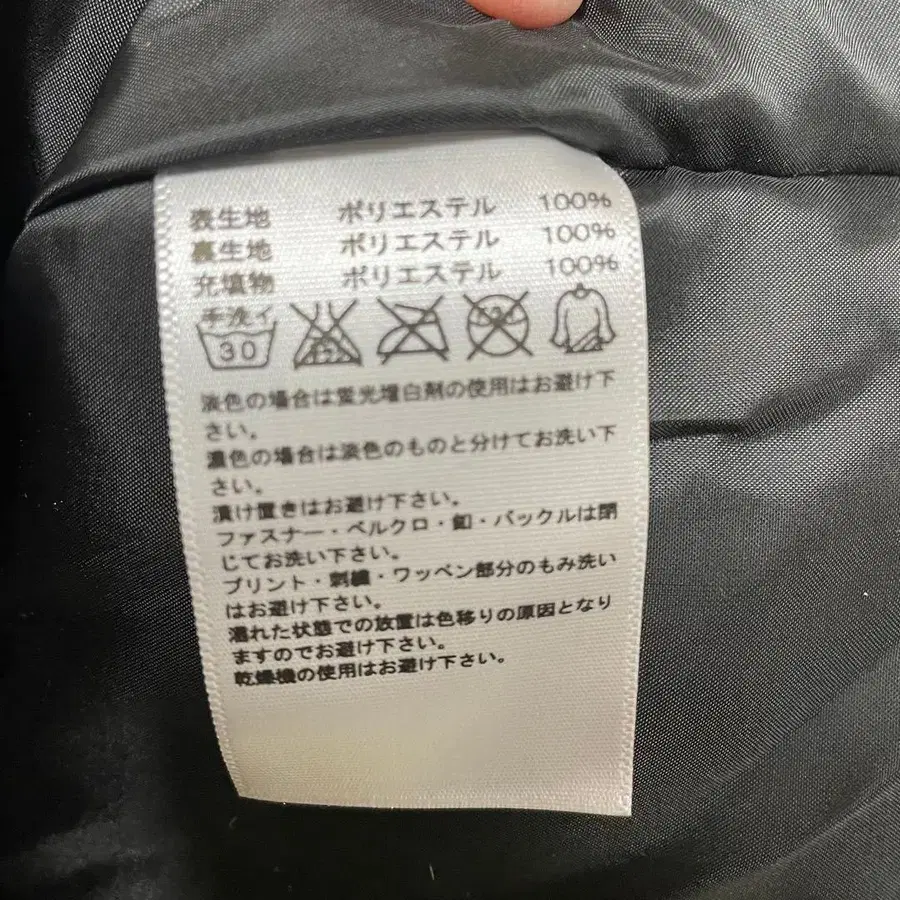 表生地 ポリエステル 100%
裏生地 ポリエステル 100%
充填物 ポリエステル 100%
手洗イ
30
淡色の場合は蛍光増白剤の使用はお避け下
さい。
濃色の場合は淡色のものと分けてお洗い下
さい。
漬け置きはお避け下さい。
ファスナー・ベルクロ・釦・バックルは閉
じてお洗い下さい。
プリント・刺繍・ワッペン部分のもみ洗い
はお避け下さい。
濡れた状態での放置は色移りの原因となり
ますのでお避け下さい。
乾燥機の使用はお避け下さい。